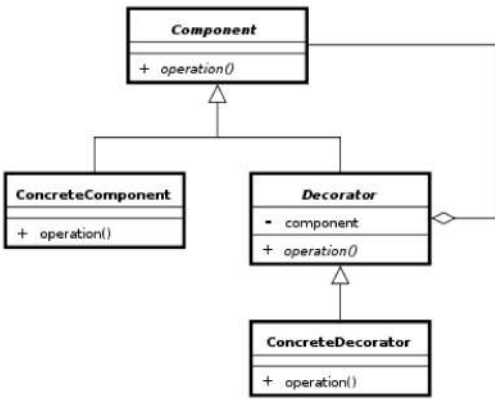 Component
+ operation()
ConcreteComponent
+ operation()
Decorator
- component
+ operation()
ConcreteDecorator
+ operation()